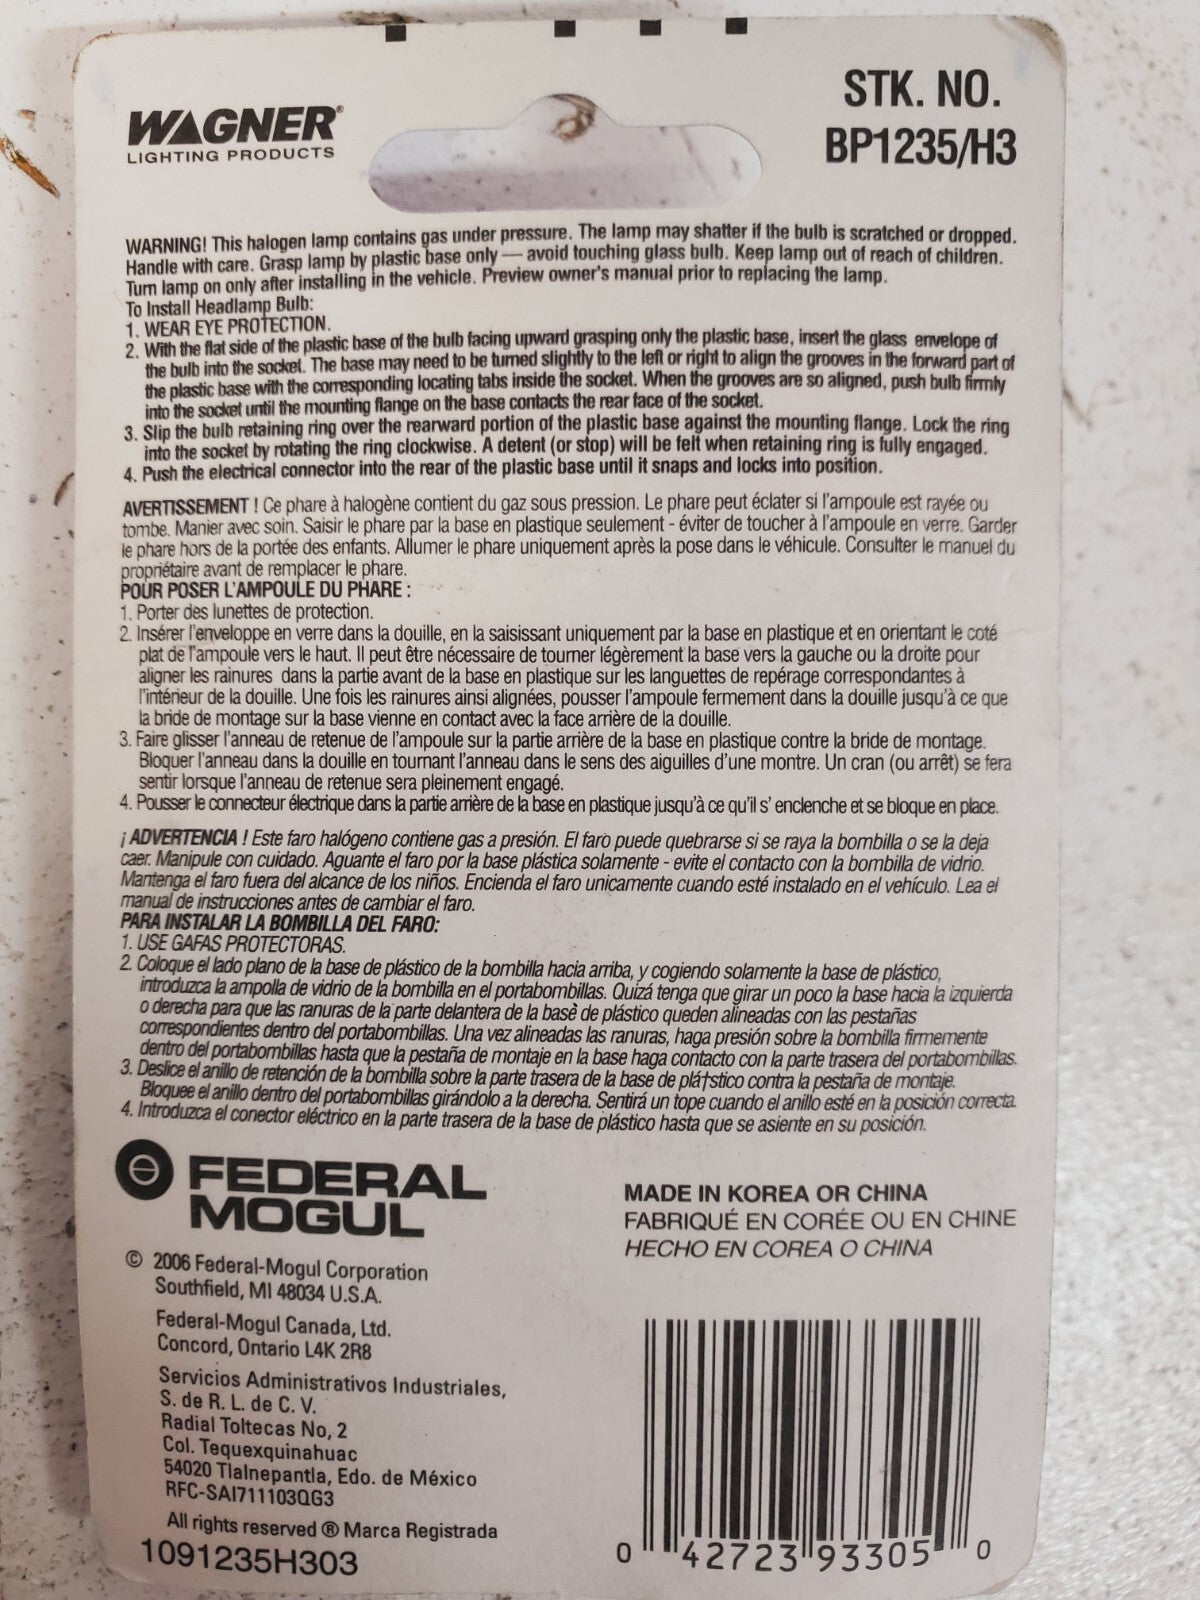 WAGNER®
LIGHTING PRODUCTS
STK. NO.
BP1235/H3
WARNING! This halogen lamp contains gas under pressure. The lamp may shatter if the bulb is scratched or dropped.
Handle with care. Grasp lamp by plastic base only — avoid touching glass bulb. Keep lamp out of reach of children.
Turn lamp on only after installing in the vehicle. Preview owner's manual prior to replacing the lamp.
To Install Headlamp Bulb:
1. WEAR EYE PROTECTION.
2. With the flat side of the plastic base of the bulb facing upward grasping only the plastic base, insert the glass envelope of
the bulb into the socket. The base may need to be turned slightly to the left or right to align the grooves in the forward part of
the plastic base with the corresponding locating tabs inside the socket. When the grooves are so aligned, push bulb firmly
into the socket until the mounting flange on the base contacts the rear face of the socket.
3. Slip the bulb retaining ring over the rearward portion of the plastic base against the mounting flange. Lock the ring
into the socket by rotating the ring clockwise. A detent (or stop) will be felt when retaining ring is fully engaged.
4. Push the electrical connector into the rear of the plastic base until it snaps and locks into position.
AVERTISSEMENT ! Ce phare à halogène contient du gaz sous pression. Le phare peut éclater si l'ampoule est rayée ou
tombe. Manier avec soin. Saisir le phare par la base en plastique seulement - éviter de toucher à l'ampoule en verre. Garder
le phare hors de la portée des enfants. Allumer le phare uniquement après la pose dans le véhicule. Consulter le manuel du
propriétaire avant de remplacer le phare.
POUR POSER L'AMPOULE DU PHARE :
1. Porter des lunettes de protection.
2. Insérer l'enveloppe en verre dans la douille, en la saisissant uniquement par la base en plastique et en orientant le coté
plat de l'ampoule vers le haut. Il peut être nécessaire de tourner légèrement la base vers la gauche ou la droite pour
aligner les rainures dans la partie avant de la base en plastique sur les languettes de repérage correspondantes à
l'intérieur de la douille. Une fois les rainures ainsi alignées, pousser l'ampoule fermement dans la douille jusqu'à ce que
la bride de montage sur la base vienne en contact avec la face arrière de la douille.
3. Faire glisser l'anneau de retenue de l'ampoule sur la partie arrière de la base en plastique contre la bride de montage.
Bloquer l'anneau dans la douille en tournant l'anneau dans le sens des aiguilles d'une montre. Un cran (ou arrêt) se fera
sentir lorsque l'anneau de retenue sera pleinement engagé.
4. Pousser le connecteur électrique dans la partie arrière de la base en plastique jusqu'à ce qu'il s' enclenche et se bloque en place.
¡ ADVERTENCIA ! Este faro halógeno contiene gas a presión. El faro puede quebrarse si se raya la bombilla o se la deja
caer. Manipule con cuidado. Aguante el faro por la base plástica solamente - evite el contacto con la bombilla de vidrio.
Mantenga el faro fuera del alcance de los niños. Encienda el faro unicamente cuando esté instalado en el vehículo. Lea el
manual de instrucciones antes de cambiar el faro.
PARA INSTALAR LA BOMBILLA DEL FARO:
1. USE GAFAS PROTECTORAS.
2. Coloque el lado plano de la base de plástico de la bombilla hacia arriba, y cogiendo solamente la base de plástico,
introduzca la ampolla de vidrio de la bombilla en el portabombillas. Quizá tenga que girar un poco la base hacia la izquierda
o derecha para que las ranuras de la parte delantera de la base de plástico queden alineadas con las pestañas
correspondientes dentro del portabombillas. Una vez alineadas las ranuras, haga presión sobre la bombilla firmemente
dentro del portabombillas hasta que la pestaña de montaje en la base haga contacto con la parte trasera del portabombillas.
3. Deslice el anillo de retención de la bombilla sobre la parte trasera de la base de plá†stico contra la pestaña de montaje.
Bloquee el anillo dentro del portabombillas girándolo a la derecha. Sentirá un tope cuando el anillo esté en la posición correcta.
4. Introduzca el conector eléctrico en la parte trasera de la base de plástico hasta que se asiente en su posición.
FEDERAL
MOGUL
© 2006 Federal-Mogul Corporation
Southfield, MI 48034 U.S.A.
Federal-Mogul Canada, Ltd.
Concord, Ontario L4K 2R8
Servicios Administrativos Industriales,
S. de R. L. de C. V.
Radial Toltecas No, 2
Col. Tequexquinahuac
54020 Tlalnepantla, Edo. de México
RFC-SAI711103QG3
All rights reserved ® Marca Registrada
1091235H303
MADE IN KOREA OR CHINA
FABRIQUÉ EN CORÉE OU EN CHINE
HECHO EN COREA O CHINA
0 42723 93305 0